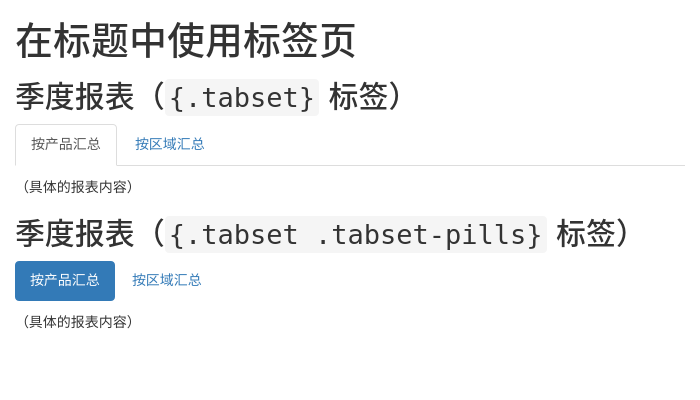 在标题中使用标签页
季度报表（{.tabset} 标签）
按产品汇总 按区域汇总
（具体的报表内容）
季度报表（{.tabset .tabset-pills} 标签）
按产品汇总 按区域汇总
（具体的报表内容）